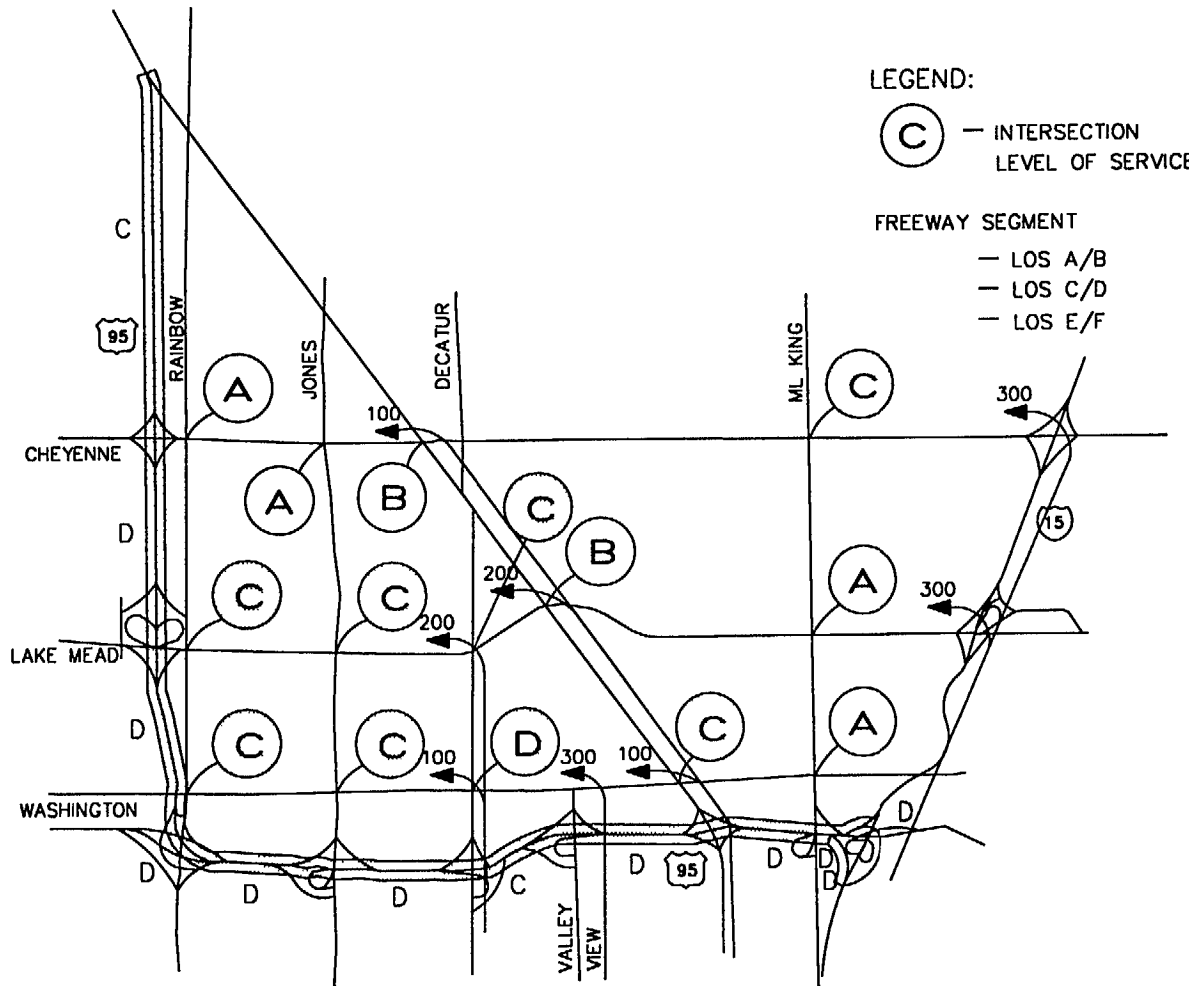 LEGEND:
C
— INTERSECTION
LEVEL OF SERVICE
FREEWAY SEGMENT
— LOS A/B
— LOS C/D
— LOS E/F
C
95
RAINBOW
JONES
DECATUR
ML KING
A
C
300
100
CHEYENNE
A
B
C
D
15
B
200
A
300
C
C
200
LAKE MEAD
D
C
C
D
C
A
100
300
100
WASHINGTON
D
D
D
D
C
D
95
D
D
D
VALLEY
VIEW